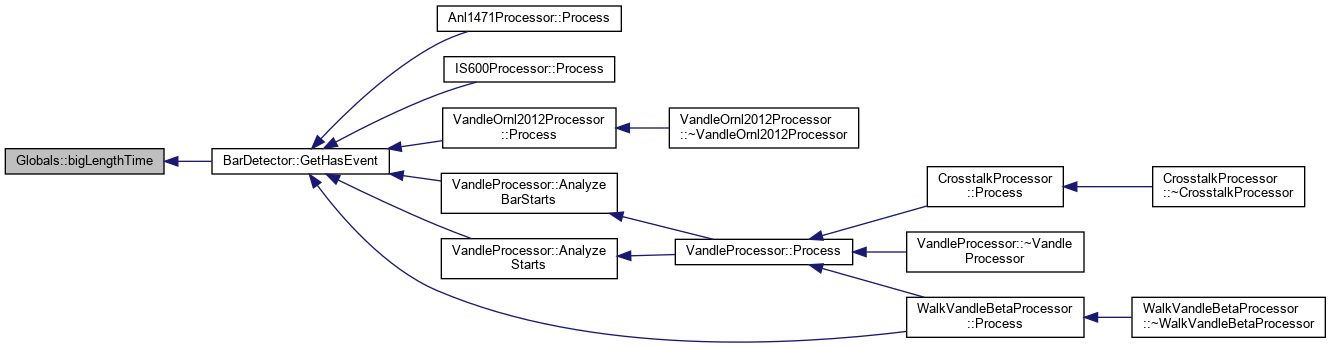 Globals::bigLengthTime
BarDetector::GetHasEvent
Anl1471Processor::Process
IS600Processor::Process
VandleOrnl2012Processor
::Process
VandleOrnl2012Processor
::~VandleOrnl2012Processor
VandleProcessor::Analyze
BarStarts
VandleProcessor::Analyze
Starts
VandleProcessor::Process
CrosstalkProcessor
::Process
CrosstalkProcessor
::~CrosstalkProcessor
VandleProcessor::~Vandle
Processor
WalkVandleBetaProcessor
::Process
WalkVandleBetaProcessor
::~WalkVandleBetaProcessor